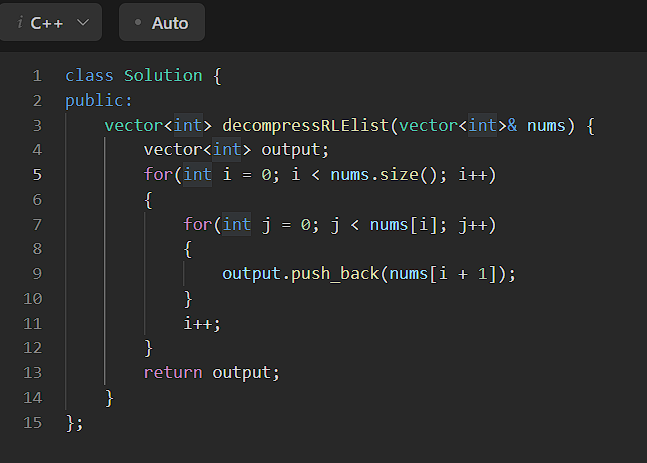 i C++ Auto
1 class Solution {
2 public:
3     vector<int> decompressRLElist(vector<int>& nums) {
4         vector<int> output;
5         for(int i = 0; i < nums.size(); i++)
6         {
7             for(int j = 0; j < nums[i]; j++)
8             {
9                 output.push_back(nums[i + 1]);
10             }
11             i++;
12         }
13         return output;
14     }
15 };